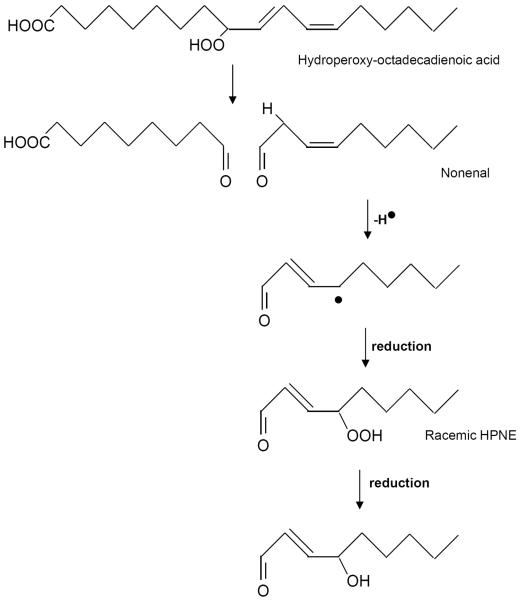 HOOC
HOO
Hydroperoxy-octadecadienoic acid
HOOC
O
H
O
Nonenal
-H•
O
reduction
O
OOH
Racemic HPNE
reduction
O
OH